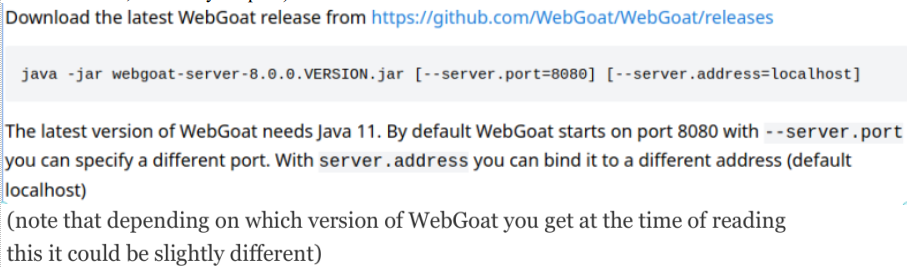 Download the latest WebGoat release from https://github.com/WebGoat/WebGoat/releases
java -jar webgoat-server-8.0.0.VERSION.jar [--server.port=8080] [--server.address=localhost]
The latest version of WebGoat needs Java 11. By default WebGoat starts on port 8080 with --server.port
you can specify a different port. With server.address you can bind it to a different address (default
localhost)
(note that depending on which version of WebGoat you get at the time of reading
this it could be slightly different)